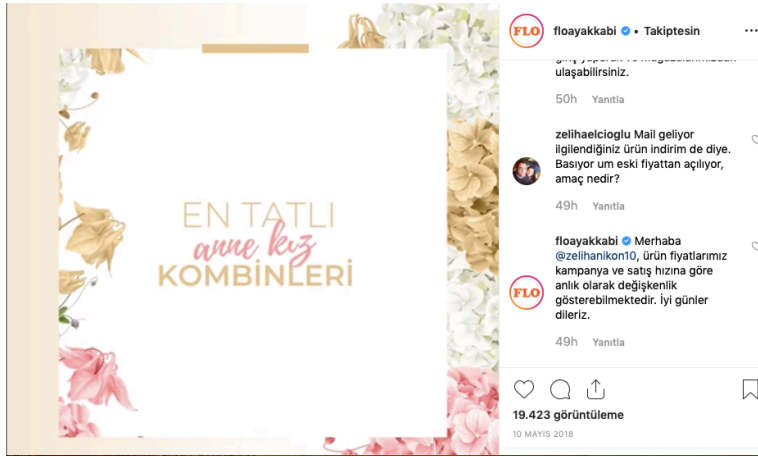 EN TATLI
anne kız
KOMBİNLERİ
FLO
floayakkabi • Takiptesin
ulaşabilirsiniz.
50h Yanıtla
zelihaelcioglu Mail geliyor
ilgilendiğiniz ürün indirim de diye.
Basıyor um eski fiyattan açılıyor,
amaç nedir?
49h Yanıtla
floayakkabi Merhaba
@zelihanikon10, ürün fiyatlarımız
kampanya ve satış hızına göre
anlık olarak değişkenlik
gösterebilmektedir. İyi günler
dileriz.
FLO
49h Yanıtla
19.423 görüntüleme
10 MAYIS 2018